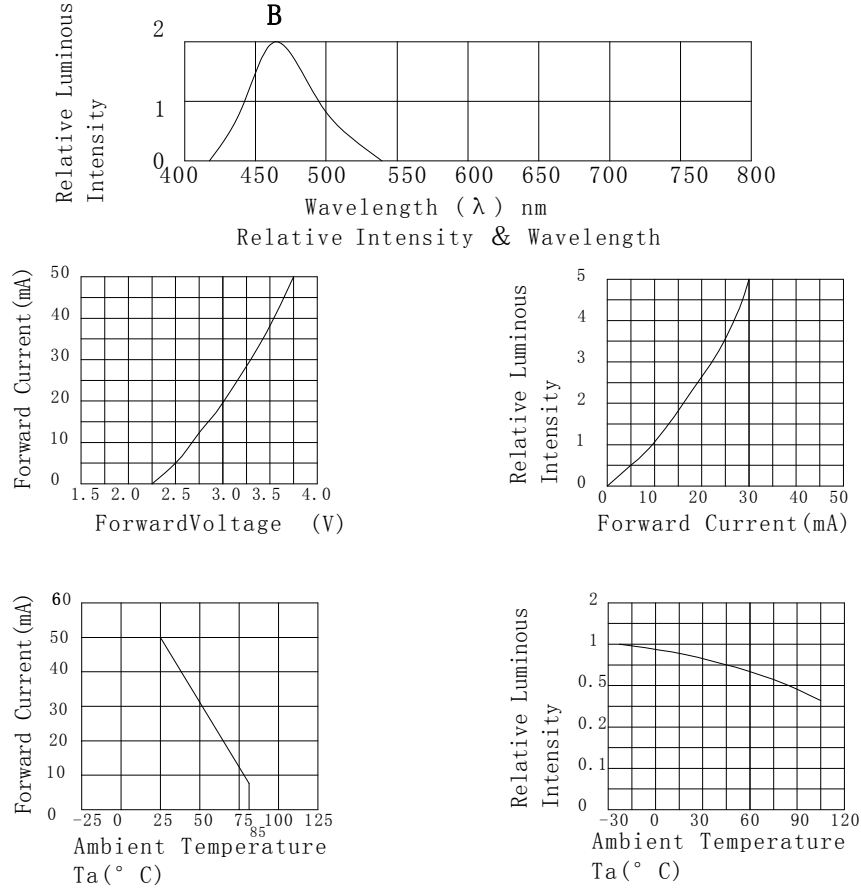 B
Relative Luminous
Intensity
2
1
0
400 450 500 550 600 650 700 750 800
Wavelength (λ) nm
Relative Intensity & Wavelength
Forward Current(mA)
50
40
30
20
10
0
1.5 2.0 2.5 3.0 3.5 4.0
ForwardVoltage (V)
Relative Luminous
Intensity
5
4
3
2
1
0
0 10 20 30 40 50
Forward Current(mA)
Forward Current(mA)
60
50
40
30
20
10
0
-25 0 25 50 75 100 125
85
Ambient Temperature
Ta(° C)
Relative Luminous
Intensity
2
1
0.5
0.2
0.1
0
-30 0 30 60 90 120
Ambient Temperature
Ta(° C)